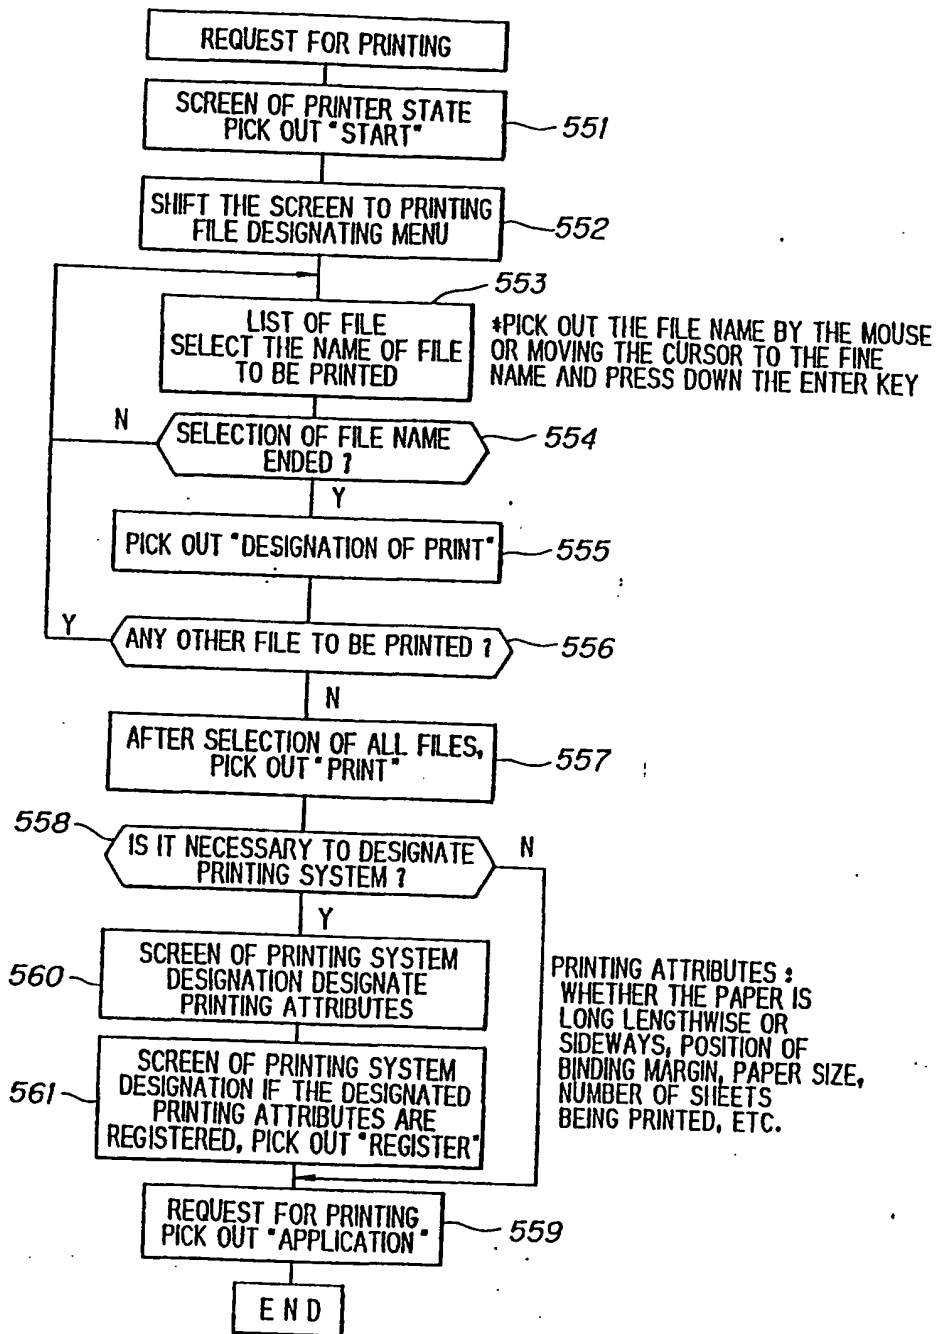 REQUEST FOR PRINTING
SCREEN OF PRINTER STATE
PICK OUT "START"
551
SHIFT THE SCREEN TO PRINTING
FILE DESIGNATING MENU
552
553
LIST OF FILE
SELECT THE NAME OF FILE
TO BE PRINTED
*PICK OUT THE FILE NAME BY THE MOUSE
OR MOVING THE CURSOR TO THE FINE
NAME AND PRESS DOWN THE ENTER KEY
N
SELECTION OF FILE NAME
ENDED ?
554
Y
PICK OUT "DESIGNATION OF PRINT"
555
Y
ANY OTHER FILE TO BE PRINTED ?
556
N
AFTER SELECTION OF ALL FILES,
PICK OUT "PRINT"
557
558
IS IT NECESSARY TO DESIGNATE
PRINTING SYSTEM ?
N
Y
560
SCREEN OF PRINTING SYSTEM
DESIGNATION DESIGNATE
PRINTING ATTRIBUTES
PRINTING ATTRIBUTES :
WHETHER THE PAPER IS
LONG LENGTHWISE OR
SIDEWAYS, POSITION OF
BINDING MARGIN, PAPER SIZE,
NUMBER OF SHEETS
BEING PRINTED, ETC.
561
SCREEN OF PRINTING SYSTEM
DESIGNATION IF THE DESIGNATED
PRINTING ATTRIBUTES ARE
REGISTERED, PICK OUT "REGISTER"
REQUEST FOR PRINTING
PICK OUT "APPLICATION"
559
END